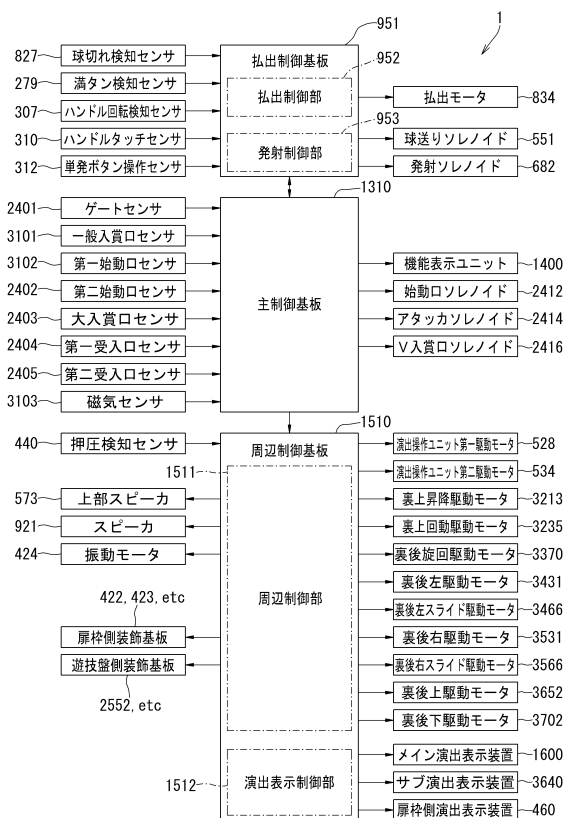 1
951
827 球切れ検知センサ
払出制御基板
952
279 満タン検知センサ
払出制御部
払出モータ 834
307 ハンドル回転検知センサ
953
310 ハンドルタッチセンサ
発射制御部
球送りソレノイド 551
312 単発ボタン操作センサ
発射ソレノイド 682
1310
2401 ゲートセンサ
3101 一般入賞口センサ
3102 第一始動口センサ
機能表示ユニット 1400
2402 第二始動口センサ
主制御基板
始動口ソレノイド 2412
2403 大入賞口センサ
アタッカソレノイド 2414
2404 第一受入口センサ
V入賞口ソレノイド 2416
2405 第二受入口センサ
3103 磁気センサ
1510
440 押圧検知センサ
周辺制御基板
演出操作ユニット第一駆動モータ 528
1511
演出操作ユニット第二駆動モータ 534
573 上部スピーカ
裏上昇降駆動モータ 3213
921 スピーカ
裏上回動駆動モータ 3235
424 振動モータ
裏後旋回駆動モータ 3370
周辺制御部
裏後左駆動モータ 3431
422, 423, etc
裏後左スライド駆動モータ 3466
扉枠側装飾基板
裏後右駆動モータ 3531
遊技盤側装飾基板
裏後右スライド駆動モータ 3566
2552, etc
裏後上駆動モータ 3652
裏後下駆動モータ 3702
メイン演出表示装置 1600
1512 演出表示制御部
サブ演出表示装置 3640
扉枠側演出表示装置 460